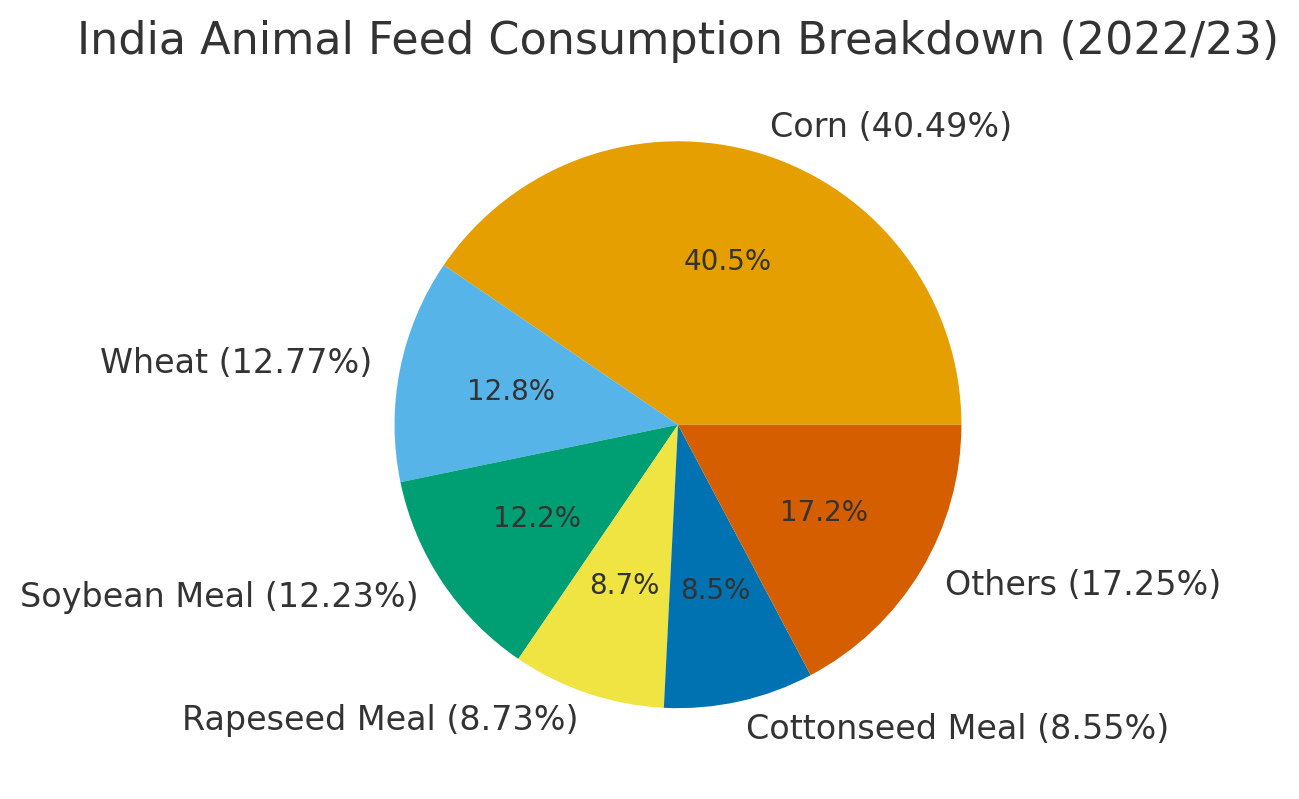 India Animal Feed Consumption Breakdown (2022/23)
Corn (40.49%)
40.5%
Wheat (12.77%)
12.8%
Soybean Meal (12.23%)
12.2%
Rapeseed Meal (8.73%)
8.7%
Cottonseed Meal (8.55%)
8.5%
Others (17.25%)
17.2%